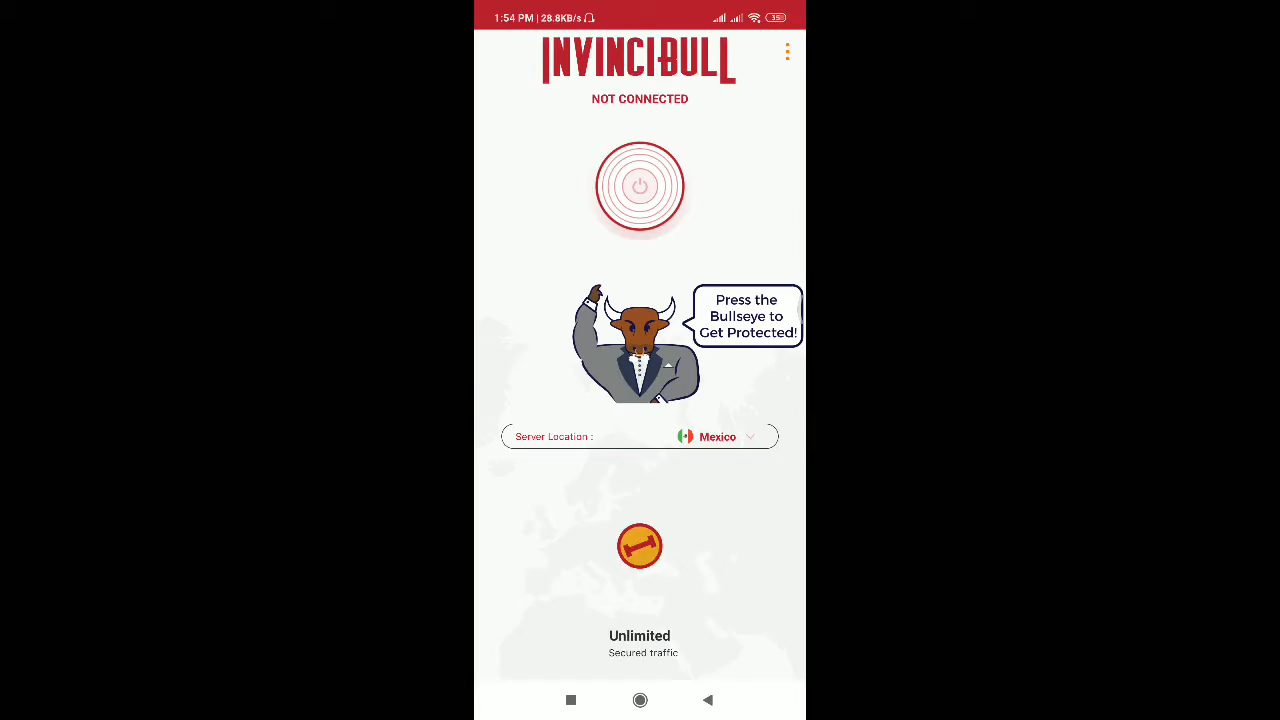 1:54 PM | 28.8KB/s
35
INVINCIBULL
NOT CONNECTED
Press the
Bullseye to
Get Protected!
Server Location :
Mexico
Unlimited
Secured traffic